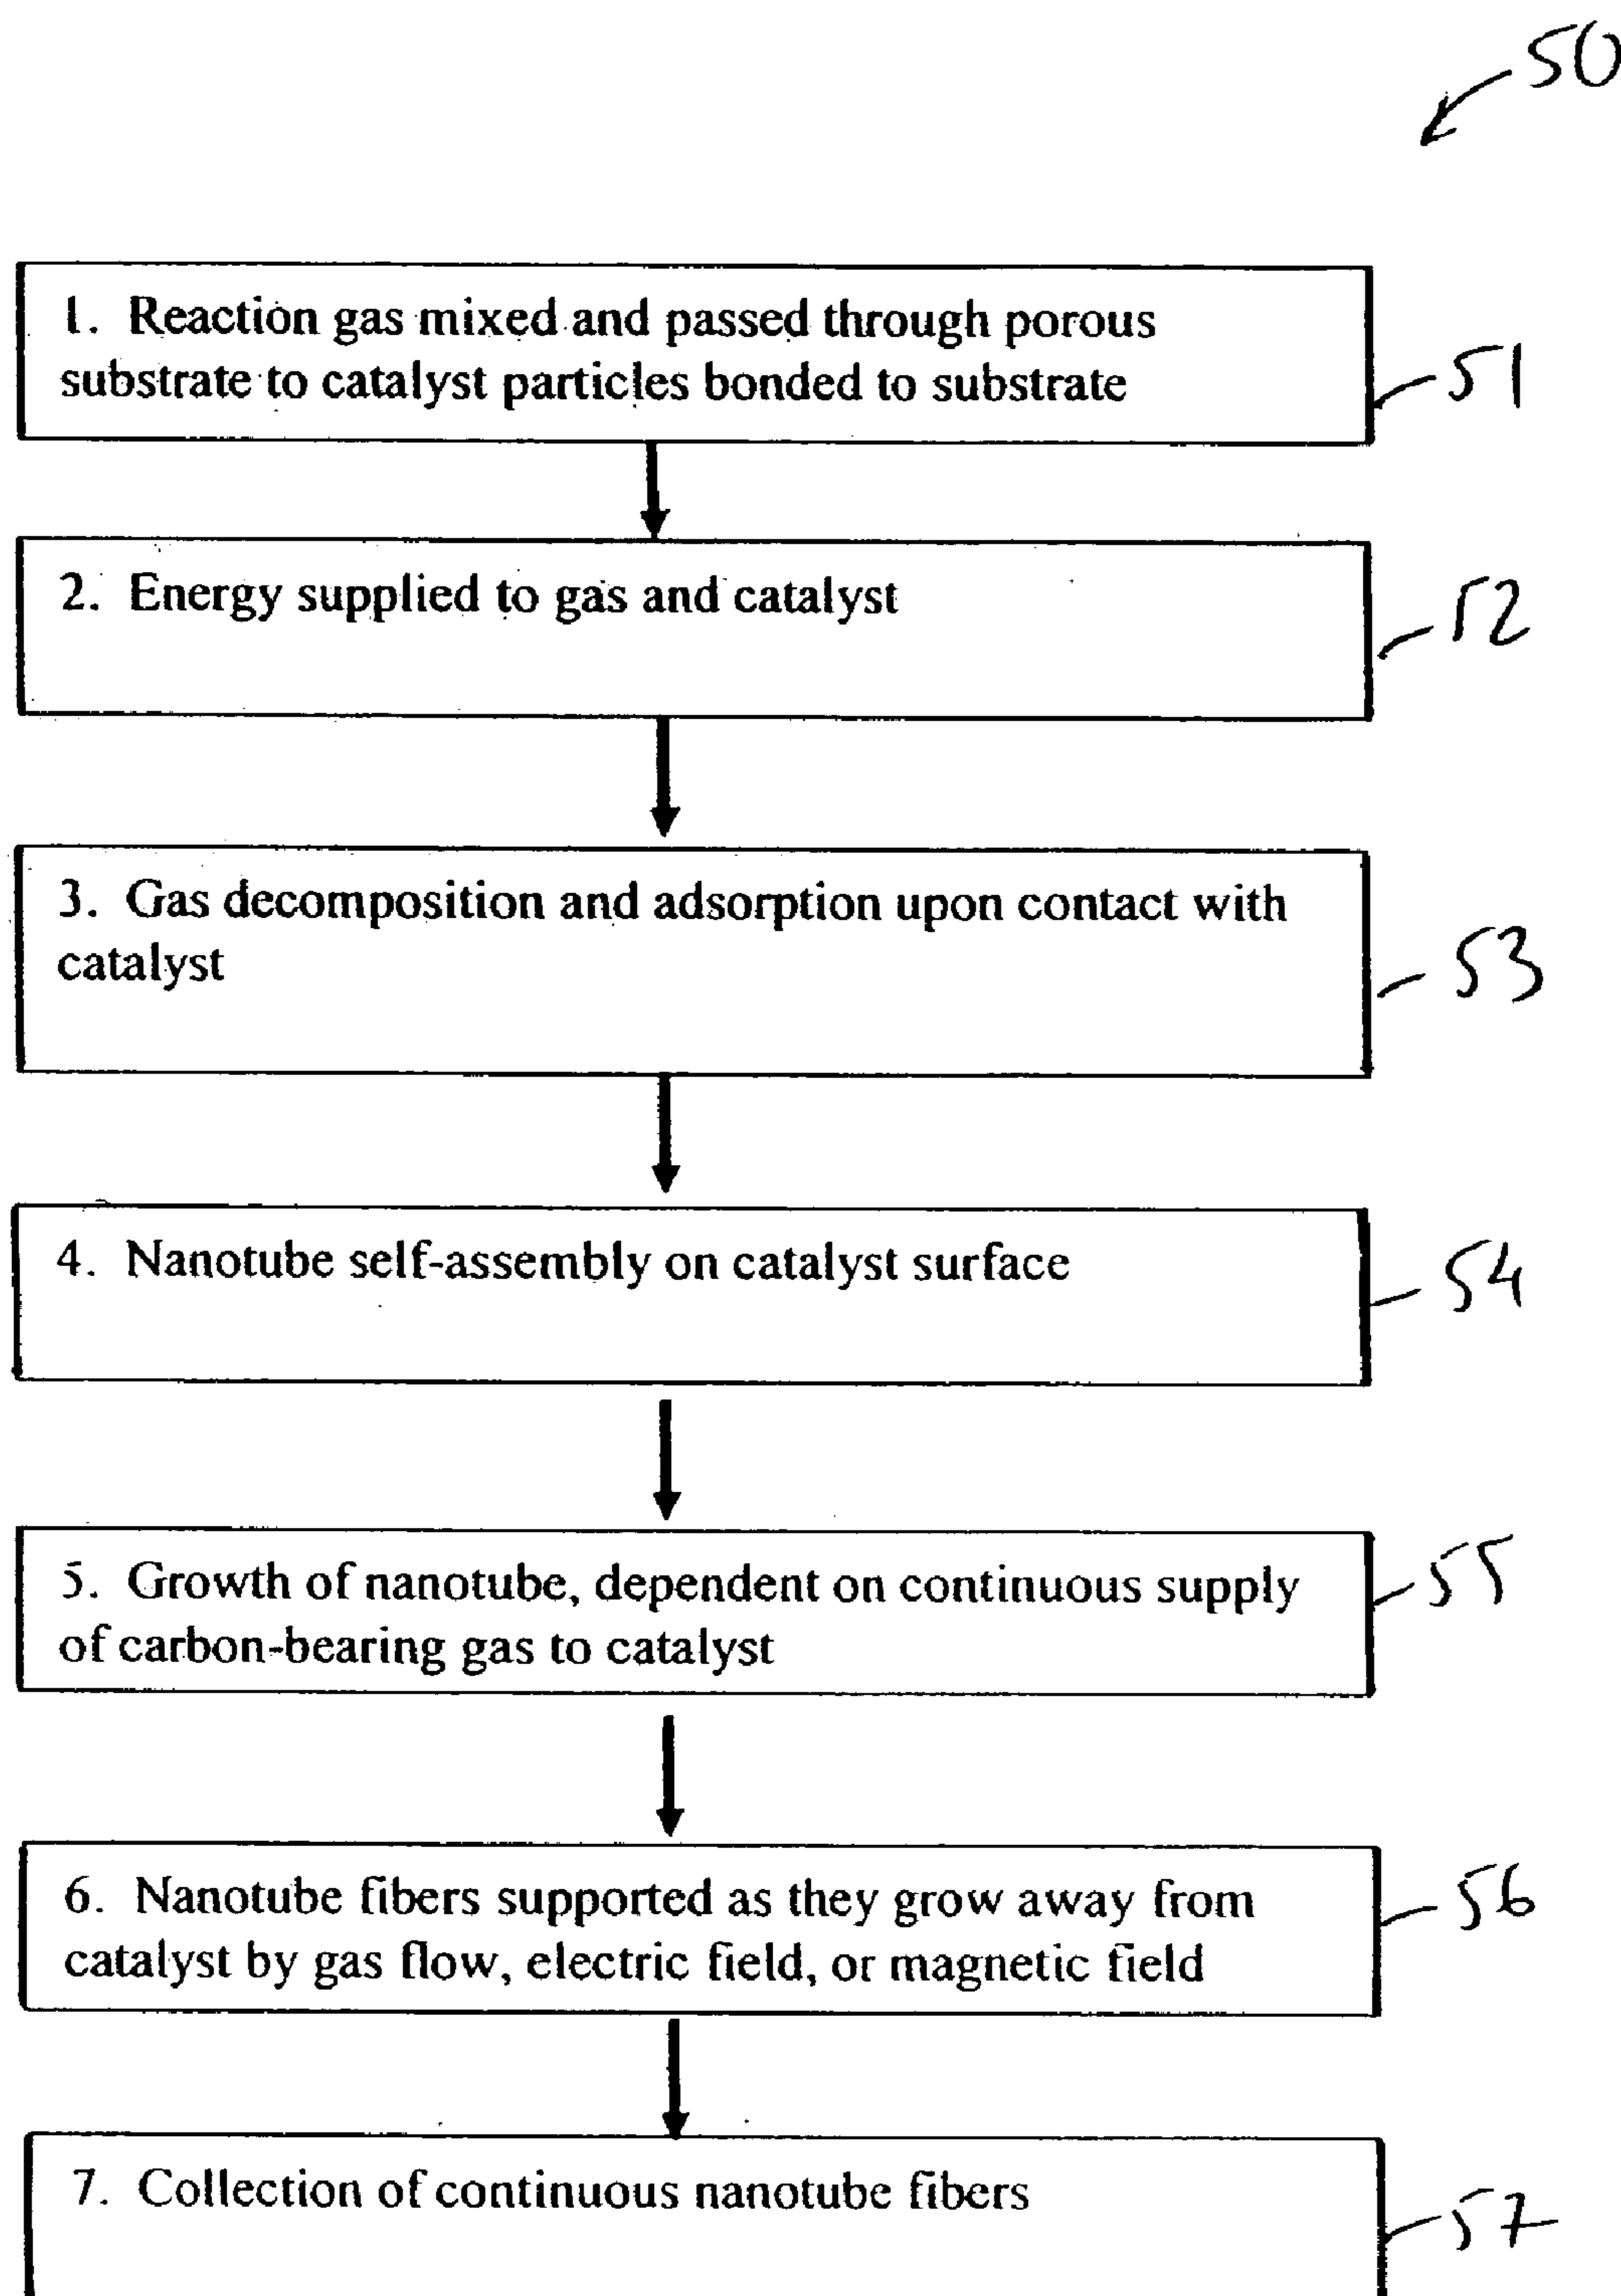 50
1. Reaction gas mixed and passed through porous
substrate to catalyst particles bonded to substrate
51
2. Energy supplied to gas and catalyst
52
3. Gas decomposition and adsorption upon contact with
catalyst
53
4. Nanotube self-assembly on catalyst surface
54
5. Growth of nanotube, dependent on continuous supply
of carbon-bearing gas to catalyst
55
6. Nanotube fibers supported as they grow away from
catalyst by gas flow, electric field, or magnetic field
56
7. Collection of continuous nanotube fibers
57